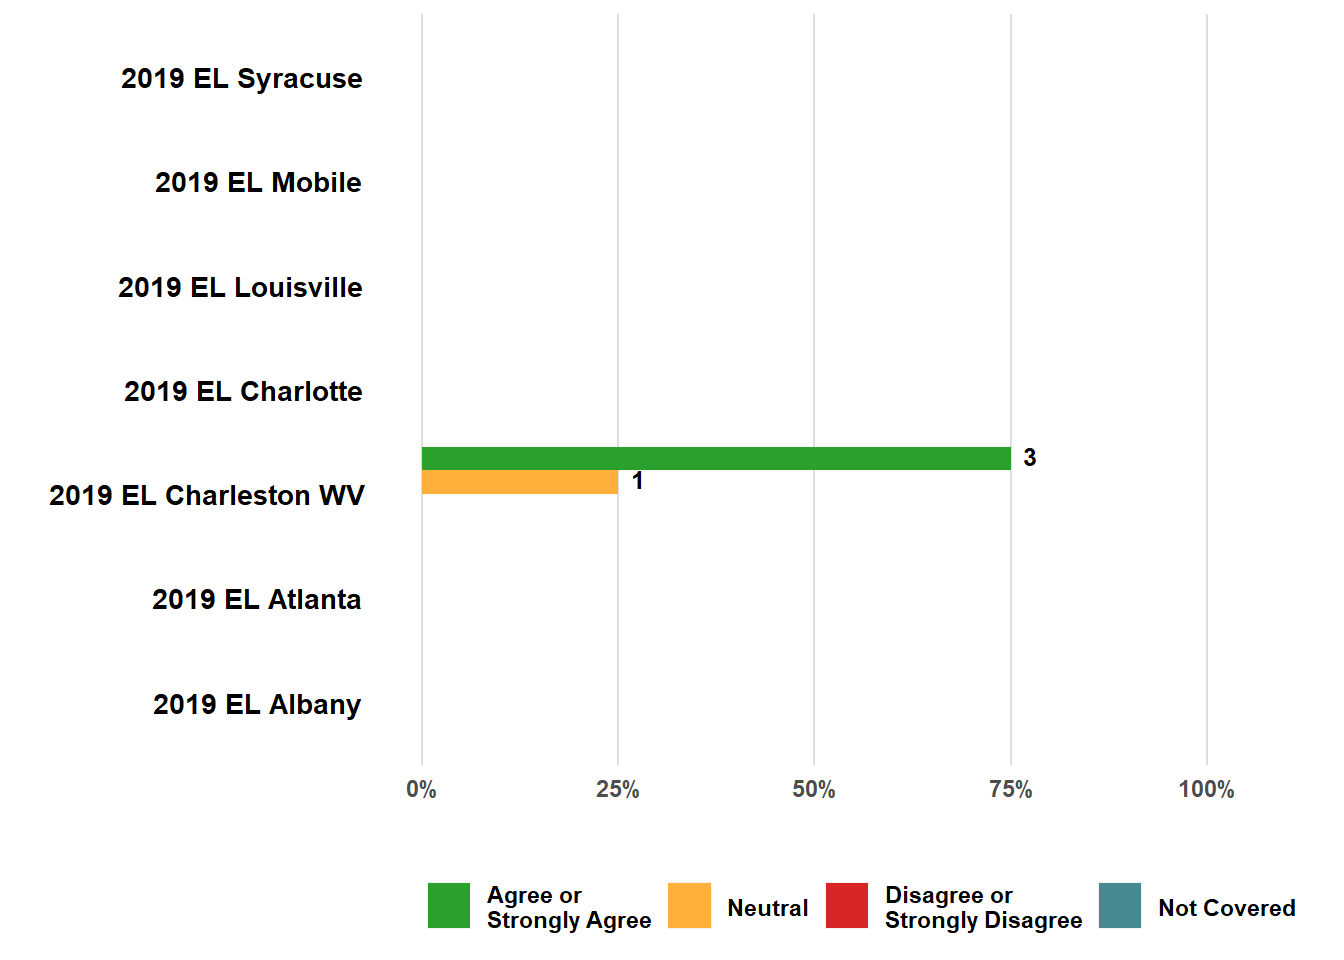 2019 EL Syracuse
2019 EL Mobile
2019 EL Louisville
2019 EL Charlotte
3
1
2019 EL Charleston WV
2019 EL Atlanta
2019 EL Albany
0% 25% 50% 75% 100%
Agree or
Strongly Agree
Neutral
Disagree or
Strongly Disagree
Not Covered